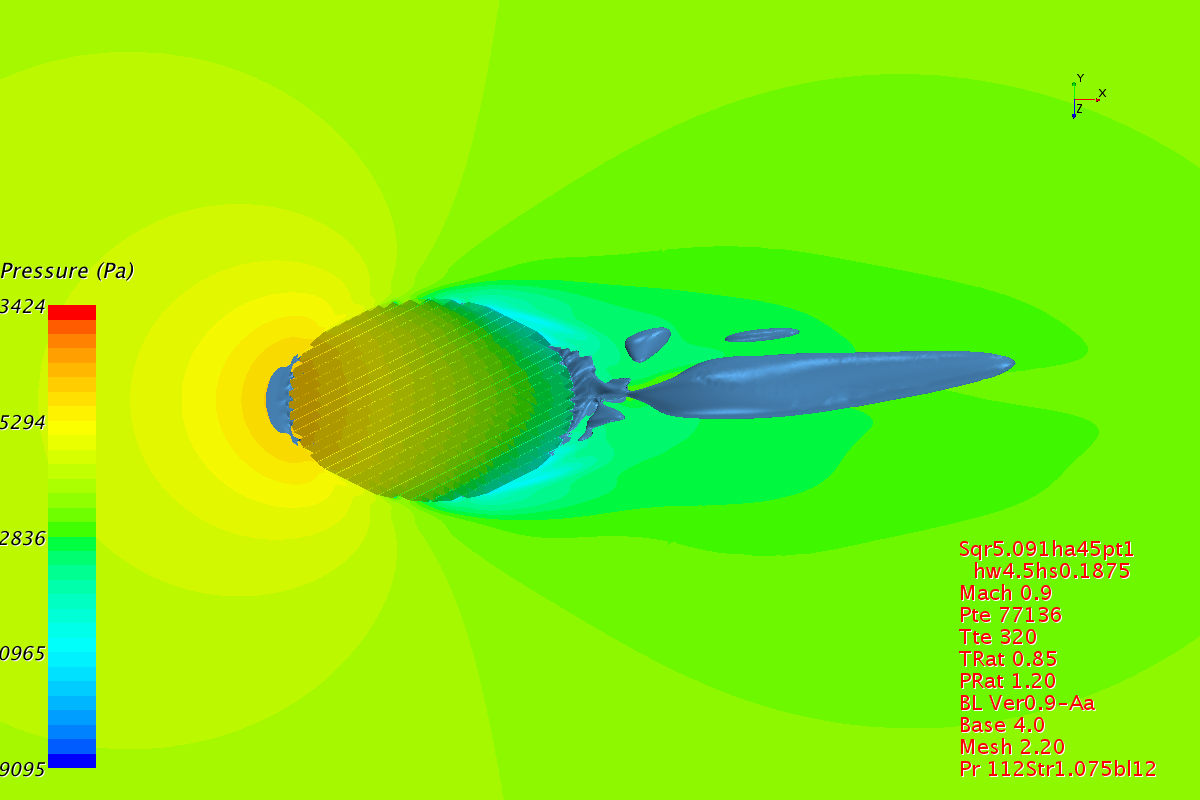 Y
X
Z
Pressure (Pa)
3424
5294
2836
0965
9095
Sqr5.091ha45pt1
hw4.5hs0.1875
Mach 0.9
Pte 77136
Tte 320
TRat 0.85
PRat 1.20
BL Ver0.9-Aa
Base 4.0
Mesh 2.20
Pr 112Str1.075bl12